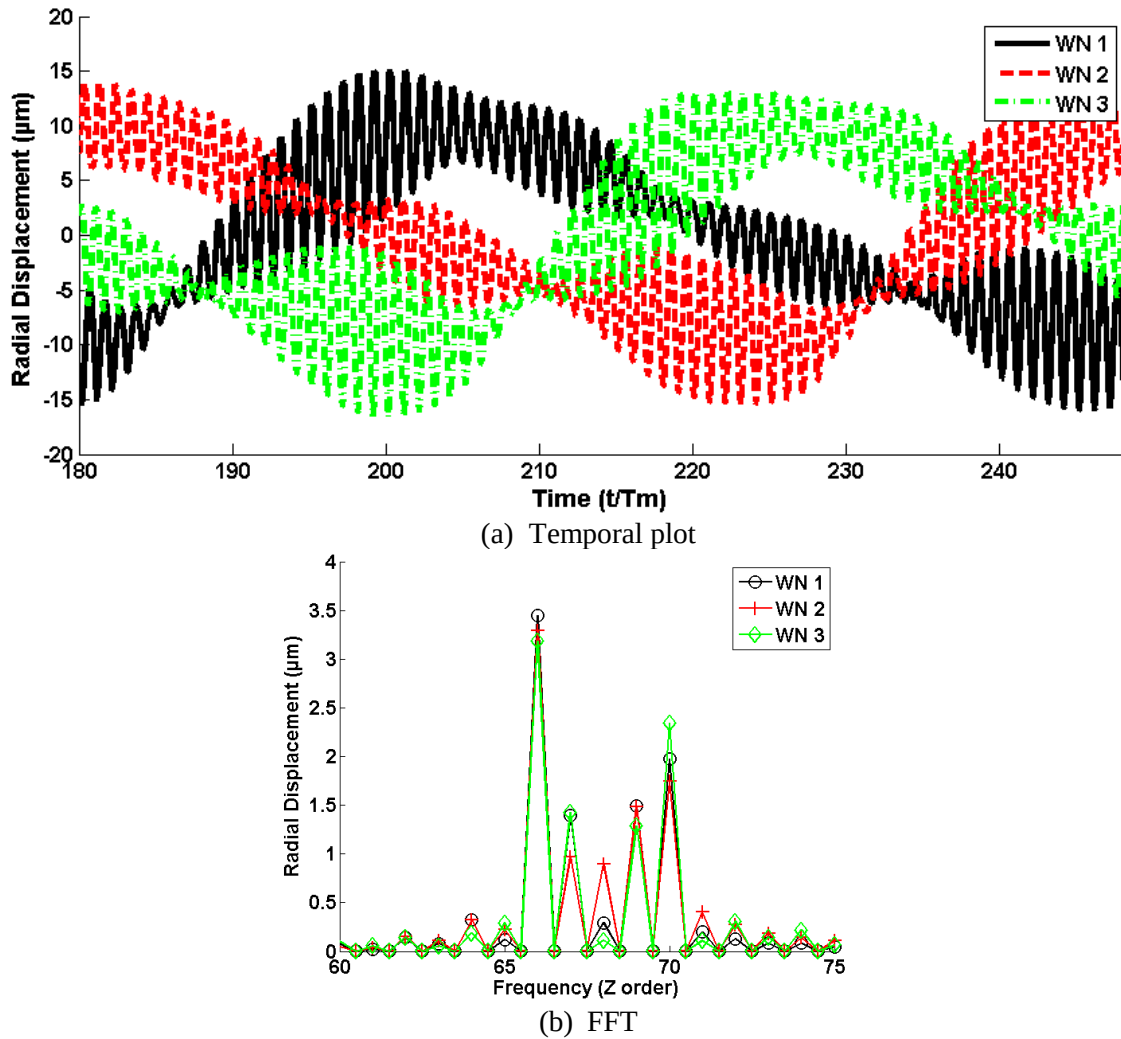 20
15
10
5
0
-5
-10
-15
-20
Radial Displacement (µm)
WN 1
WN 2
WN 3
180
190
200
210
220
230
240
Time (t/Tm)
(a) Temporal plot
4
3.5
3
2.5
2
1.5
1
0.5
0
Radial Displacement (µm)
WN 1
WN 2
WN 3
60
65
70
75
Frequency (Z order)
(b) FFT